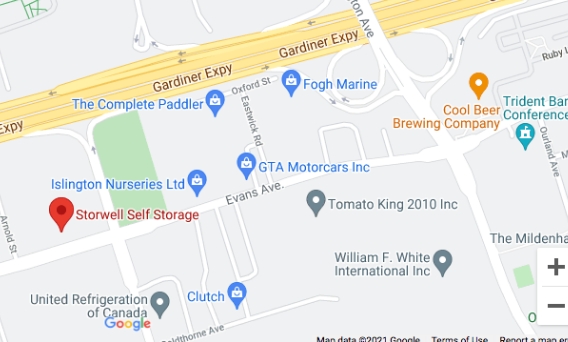 Gardiner Expy
Gardiner Expy
Ruby
Fogh Marine
Oxford St
The Complete Paddler
Cool Beer
Brewing Company
Trident
Conference
Expy
Eastwick Rd
Ourland Ave
GTA Motorcars Inc
Islington Nurseries Ltd
Evans Ave.
Storwell Self Storage
Tomato King 2010 Inc
Arnold St
The Mildenha
William F. White
International Inc
+
United Refrigeration
of Canada
Clutch
−
Google
Map data ©2021 Google Terms of Use Report a map